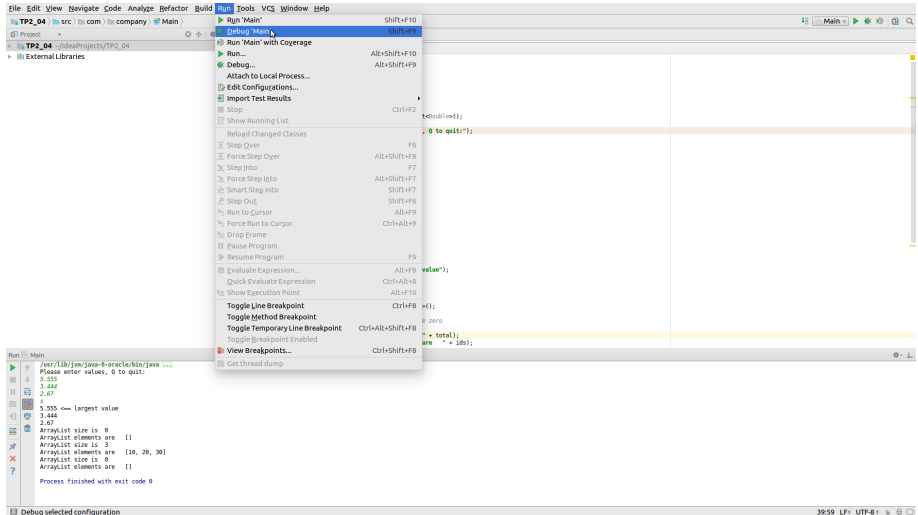 File Edit View Navigate Code Analyze Refactor Build Run Tools VCS Window Help
TP2_04 src com company Main
Main
Project
TP2_04 ~/IdeaProjects/TP2_04
External Libraries
Run 'Main' Shift+F10
Debug 'Main' Shift+F9
Run 'Main' with Coverage
Run... Alt+Shift+F10
Debug... Alt+Shift+F9
Attach to Local Process...
Edit Configurations...
Import Test Results
Stop Ctrl+F2
Show Running List
Reload Changed Classes
Step Over F8
Force Step Over Alt+Shift+F8
Step Into F7
Force Step Into Alt+Shift+F7
Smart Step Into Shift+F7
Step Out Shift+F8
Run to Cursor Alt+F9
Force Run to Cursor Ctrl+Alt+9
Drop Frame
Pause Program
Resume Program F9
Evaluate Expression... Alt+F8
Quick Evaluate Expression Ctrl+Alt+8
Show Execution Point Alt+F10
Toggle Line Breakpoint Ctrl+F8
Toggle Method Breakpoint
Toggle Temporary Line Breakpoint Ctrl+Alt+Shift+F8
Toggle Breakpoint Enabled
View Breakpoints... Ctrl+Shift+F8
Get thread dump
t<Double>();
, Q to quit:");
value");
>();
e zero
" + total);
are " + ids);
Run Main
/usr/lib/jvm/java-8-oracle/bin/java ...
Please enter values, Q to quit:
5.555
3.444
2.67
s
5.555 <== largest value
3.444
2.67
ArrayList size is 0
ArrayList elements are []
ArrayList size is 3
ArrayList elements are [10, 20, 30]
ArrayList size is 0
ArrayList elements are []
Process finished with exit code 0
Debug selected configuration
39:59 LF÷ UTF-8÷